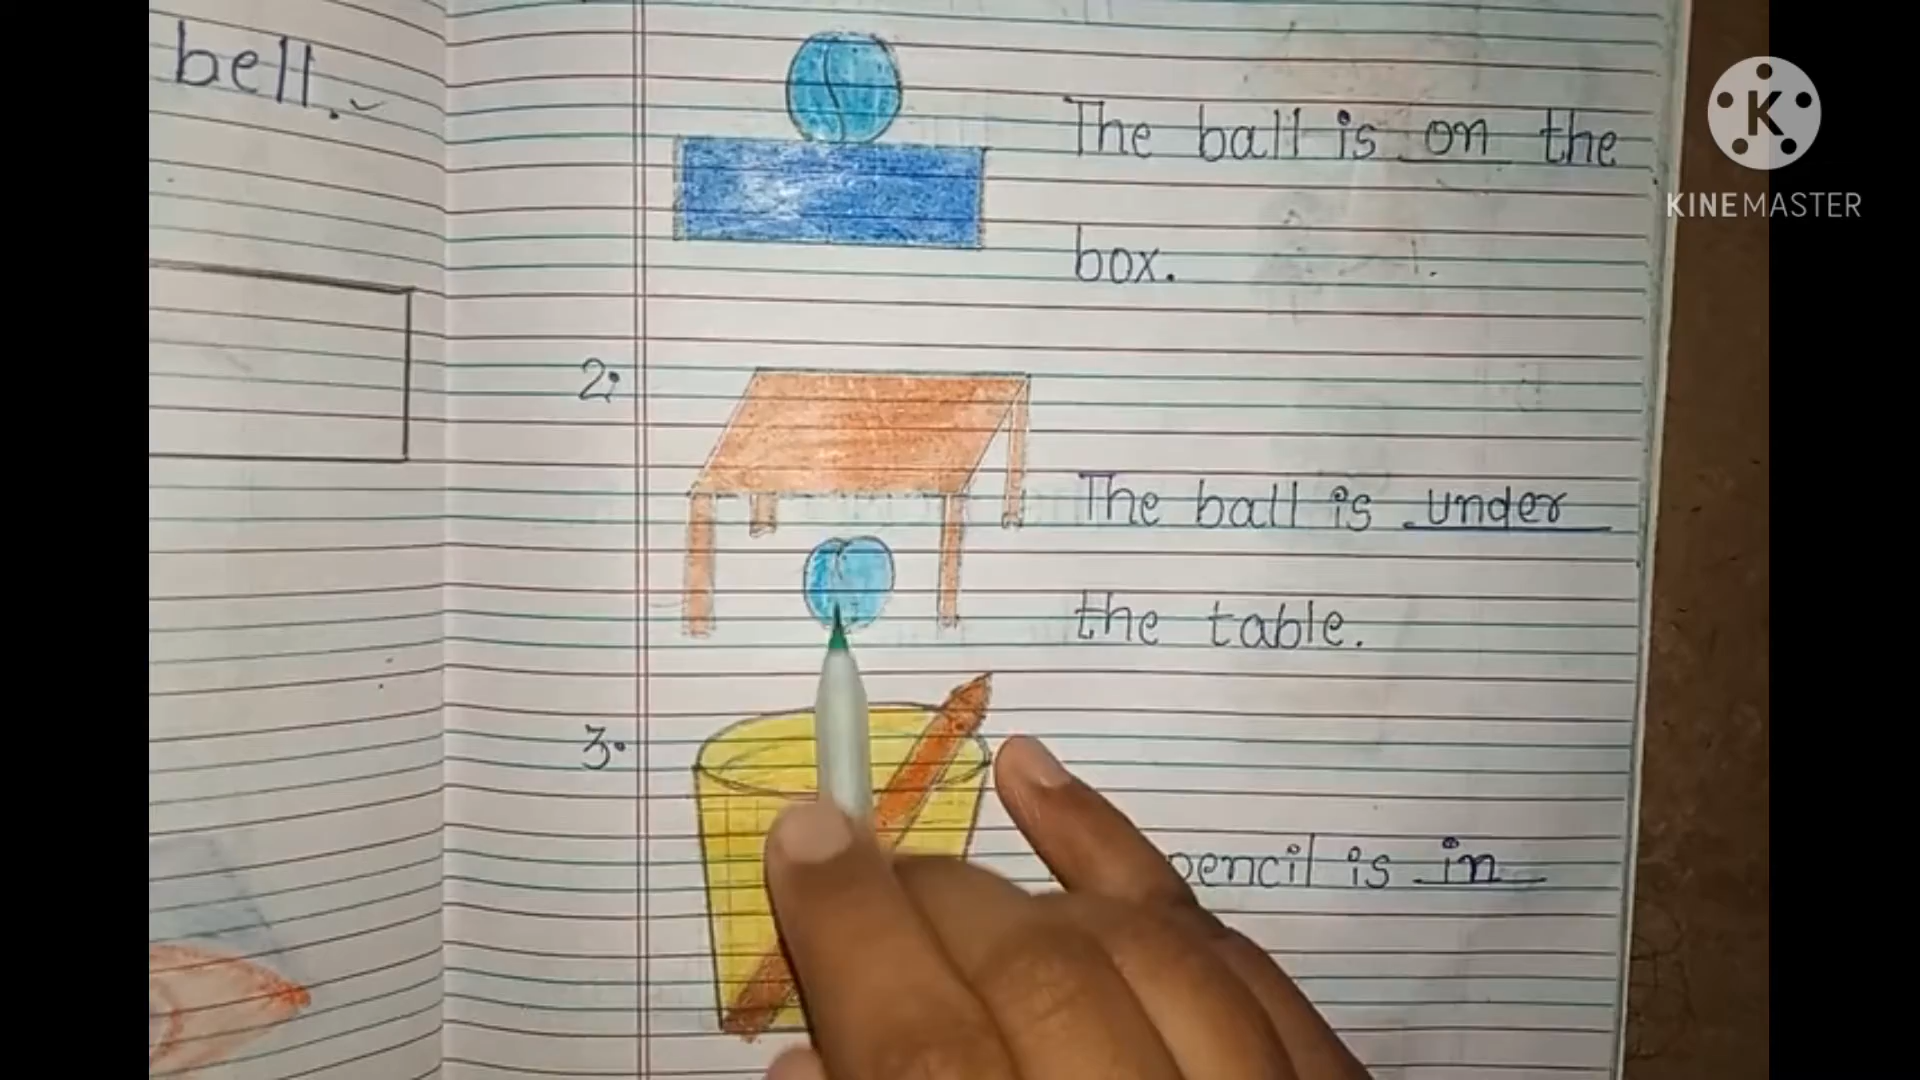 bell.
The ball is on the
box.
2.
The ball is under
the table.
3.
pencil is in
K
KINEMASTER